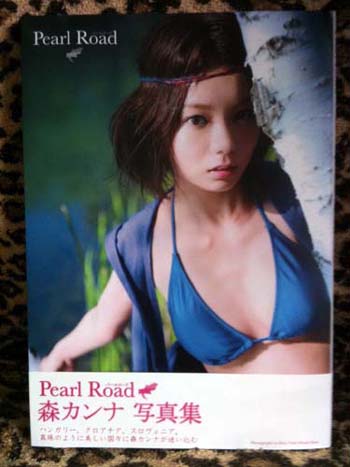 Pearl Road
Pearl Road
森カンナ 写真集
ハンガリー、クロアチア、スロヴェニア。
真珠のように美しい国々に森カンナが迷い込む